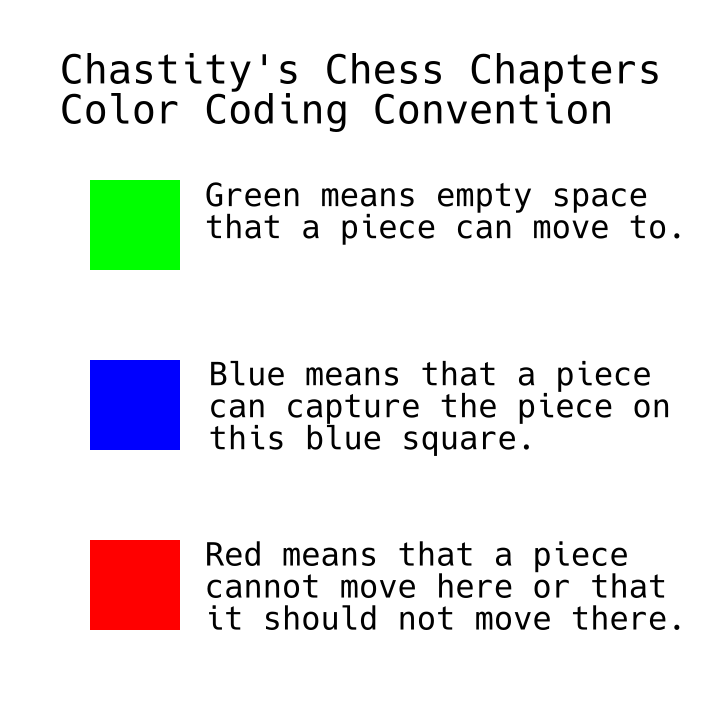 Chastity's Chess Chapters
Color Coding Convention
Green means empty space
that a piece can move to.
Blue means that a piece
can capture the piece on
this blue square.
Red means that a piece
cannot move here or that
it should not move there.